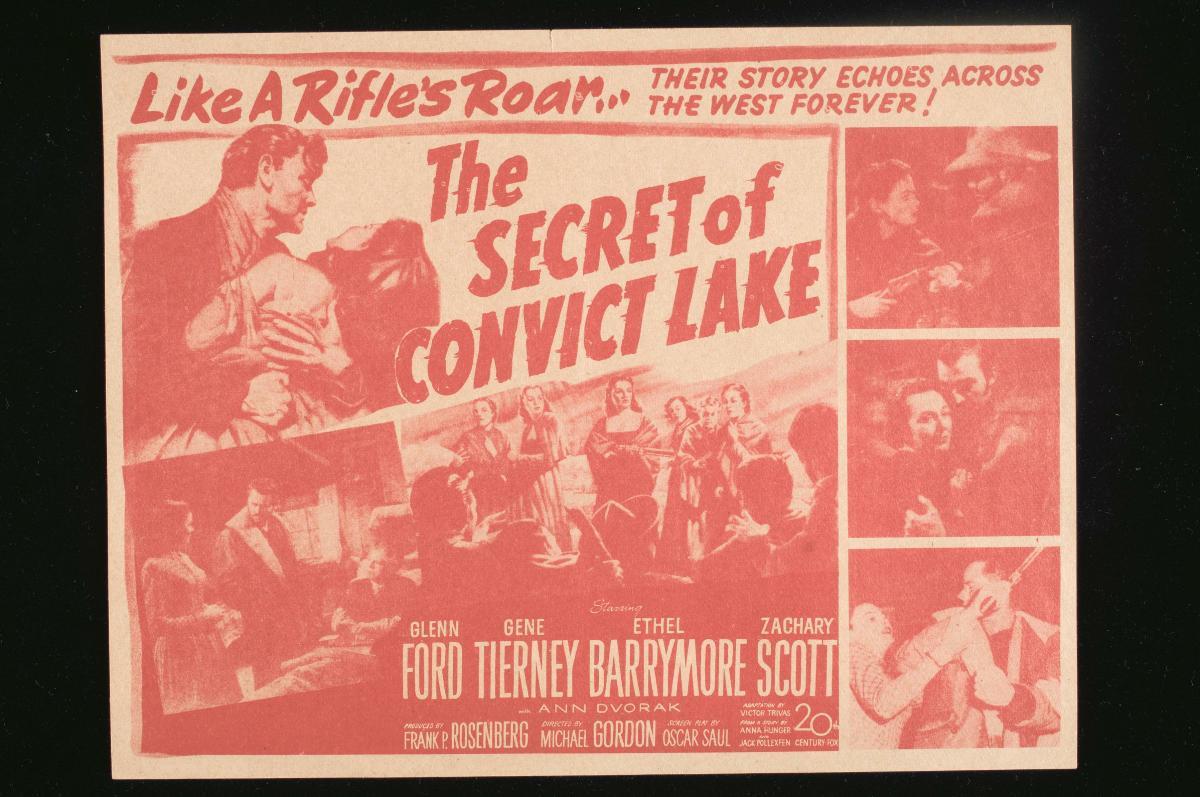 Like A Rifle's Roar...
THEIR STORY ECHOES ACROSS
THE WEST FOREVER!
The
SECRET of
CONVICT LAKE
Starring
GLENN FORD
GENE TIERNEY
ETHEL BARRYMORE
ZACHARY SCOTT
with ANN DVORAK
PRODUCED BY
FRANK P. ROSENBERG
DIRECTED BY
MICHAEL GORDON
SCREEN PLAY BY
OSCAR SAUL
ADAPTATION BY
VICTOR TRIVAS
FROM A STORY BY
ANNA HUNGER
and
JACK POLLEXFEN
20th
CENTURY FOX